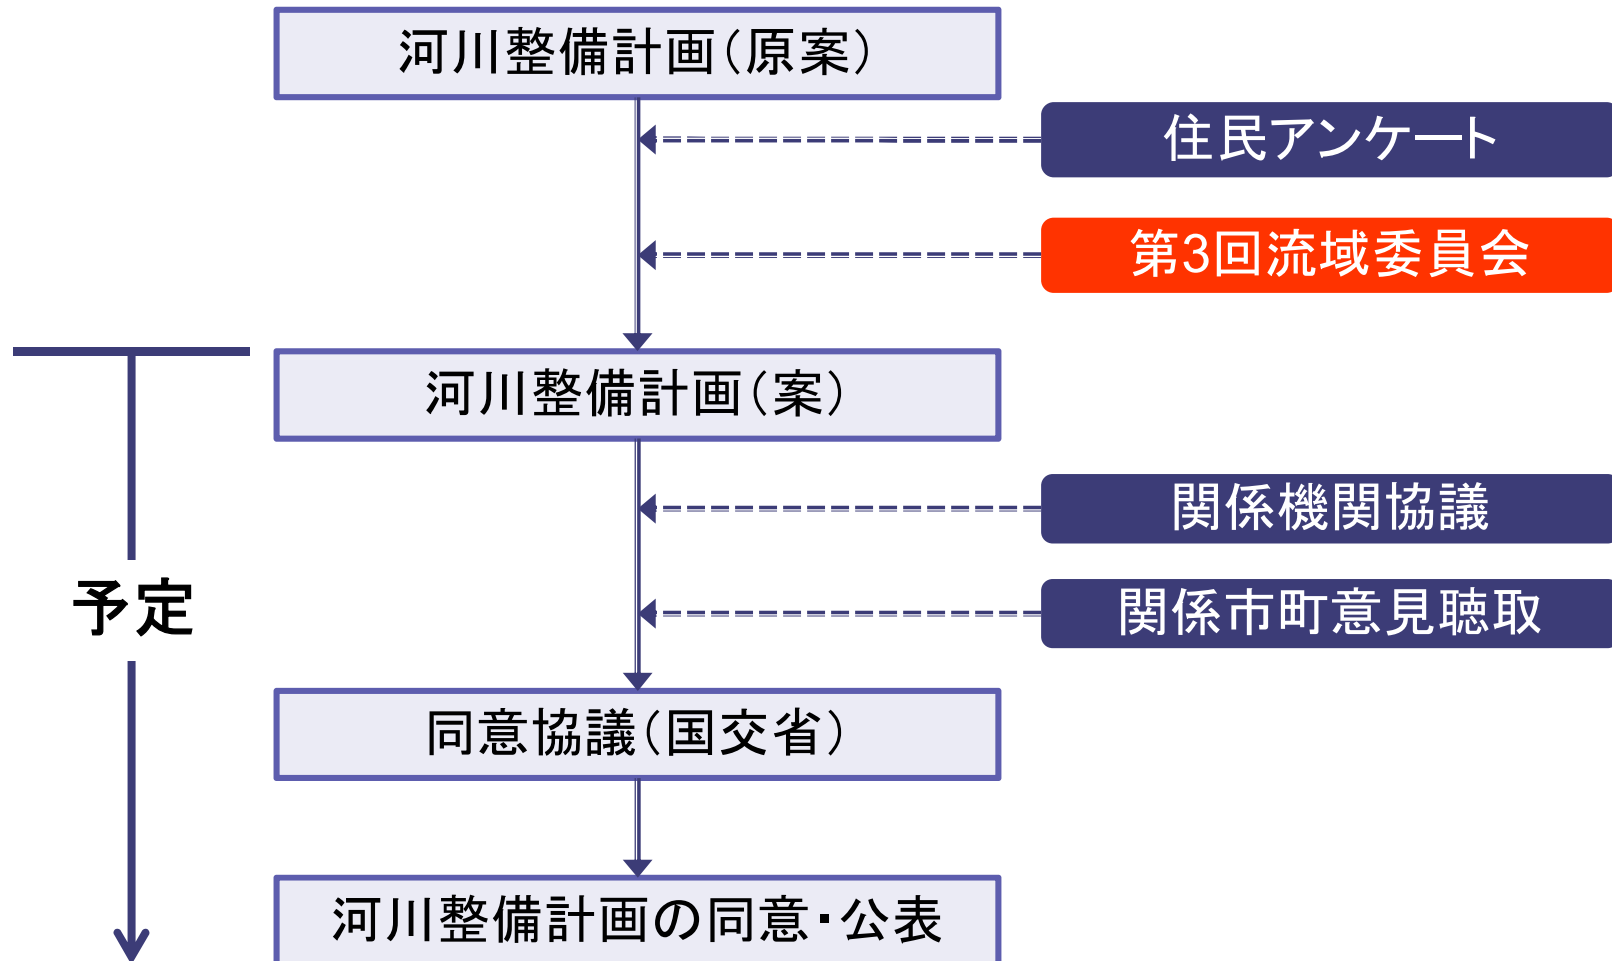 河川整備計画(原案)
住民アンケート
第3回流域委員会
河川整備計画(案)
関係機関協議
予定
関係市町意見聴取
同意協議(国交省)
河川整備計画の同意・公表